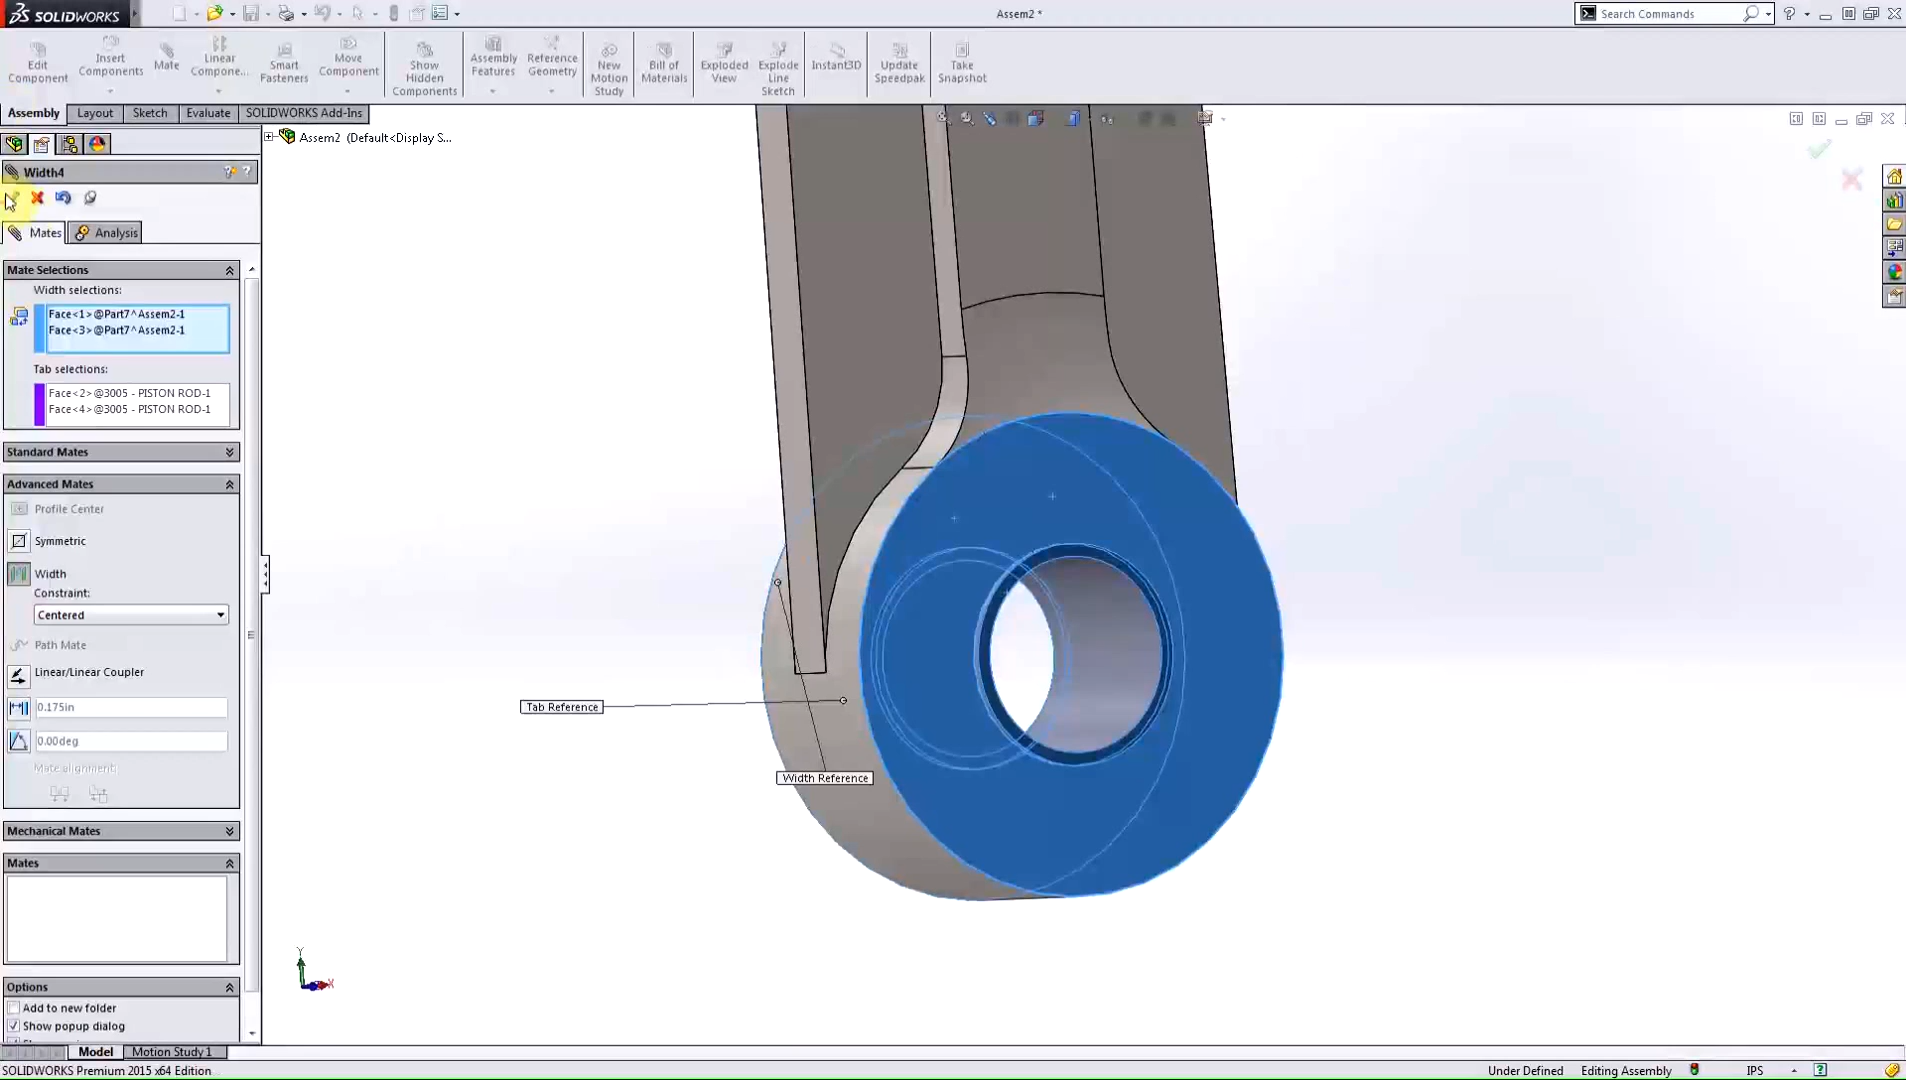 SOLIDWORKS
Assem2 *
Search Commands
Edit Component
Insert Components
Mate
Linear Compone...
Smart Fasteners
Move Component
Show Hidden Components
Assembly Features
Reference Geometry
New Motion Study
Bill of Materials
Exploded View
Explode Line Sketch
Instant3D
Update Speedpak
Take Snapshot
Assembly
Layout
Sketch
Evaluate
SOLIDWORKS Add-Ins
Assem2 (Default<Display S...
Width4
Mates
Analysis
Mate Selections
Width selections:
Face<1>@Part7^Assem2-1
Face<3>@Part7^Assem2-1
Tab selections:
Face<2>@3005 - PISTON ROD-1
Face<4>@3005 - PISTON ROD-1
Standard Mates
Advanced Mates
Profile Center
Symmetric
Width
Constraint:
Centered
Path Mate
Linear/Linear Coupler
0.175in
0.00deg
Mate alignment:
Mechanical Mates
Mates
Options
Add to new folder
Show popup dialog
Tab Reference
Width Reference
Y
X
Model
Motion Study 1
SOLIDWORKS Premium 2015 x64 Edition
Under Defined
Editing Assembly
IPS